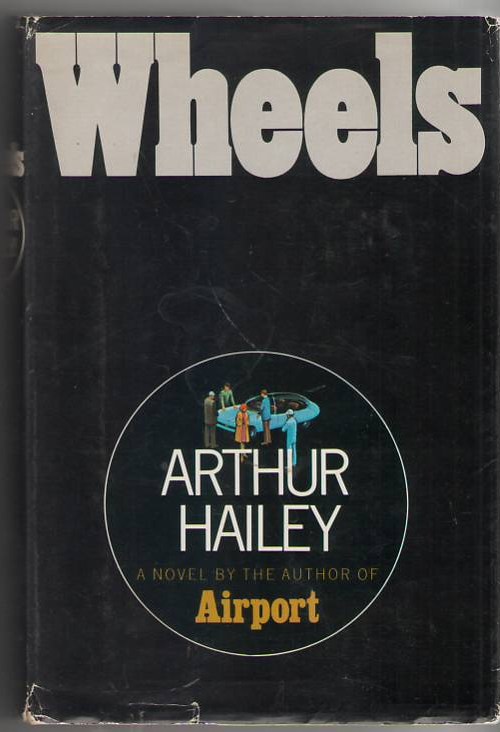 Wheels
ARTHUR
HAILEY
A NOVEL BY THE AUTHOR OF
Airport